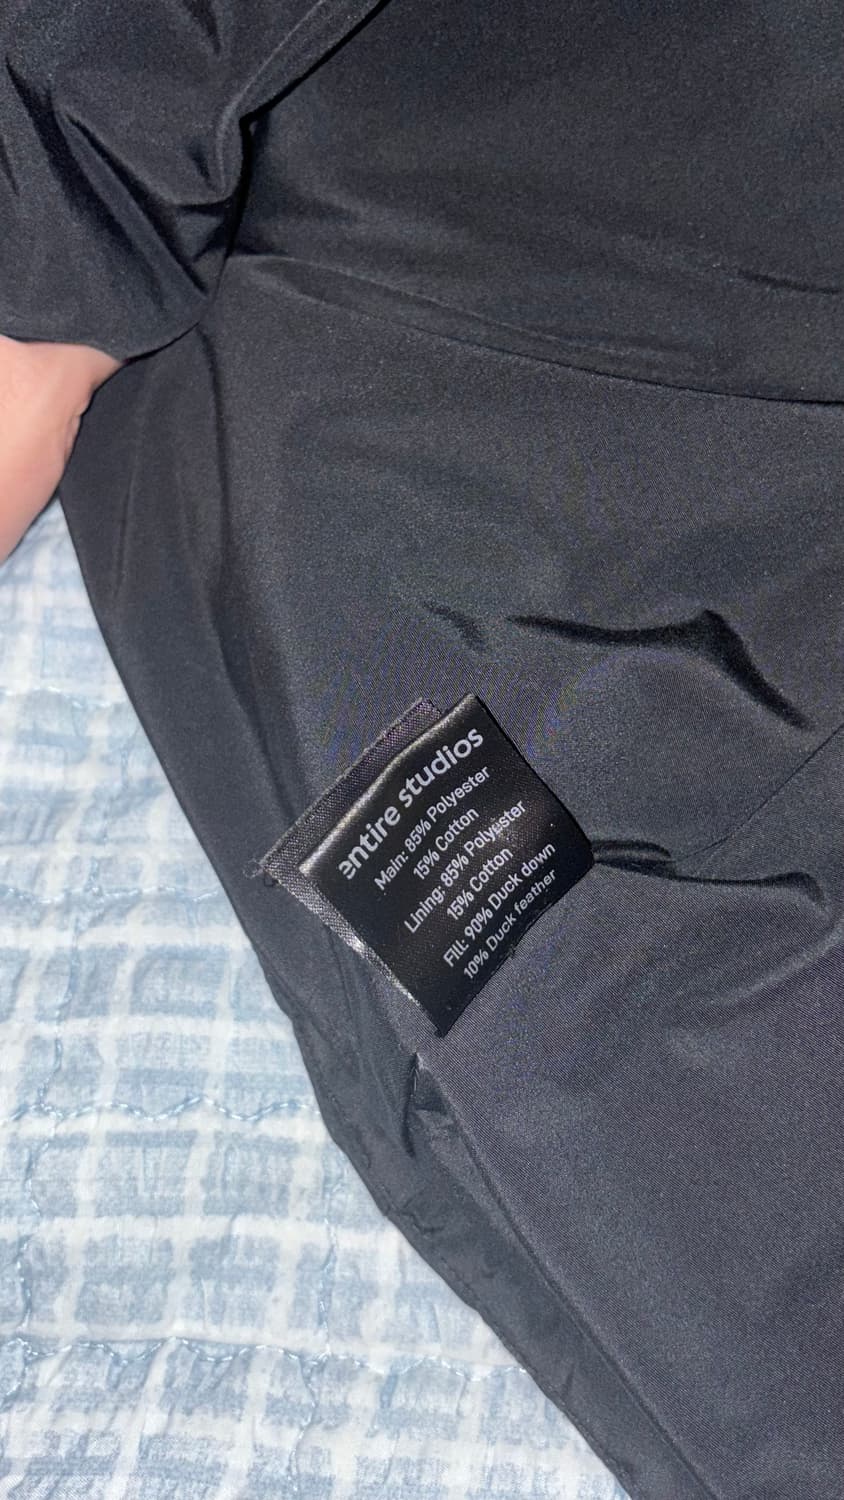 entire studios
Main: 85% Polyester
15% Cotton
Lining: 85% Polyester
15% Cotton
Fill: 90% Duck down
10% Duck feather